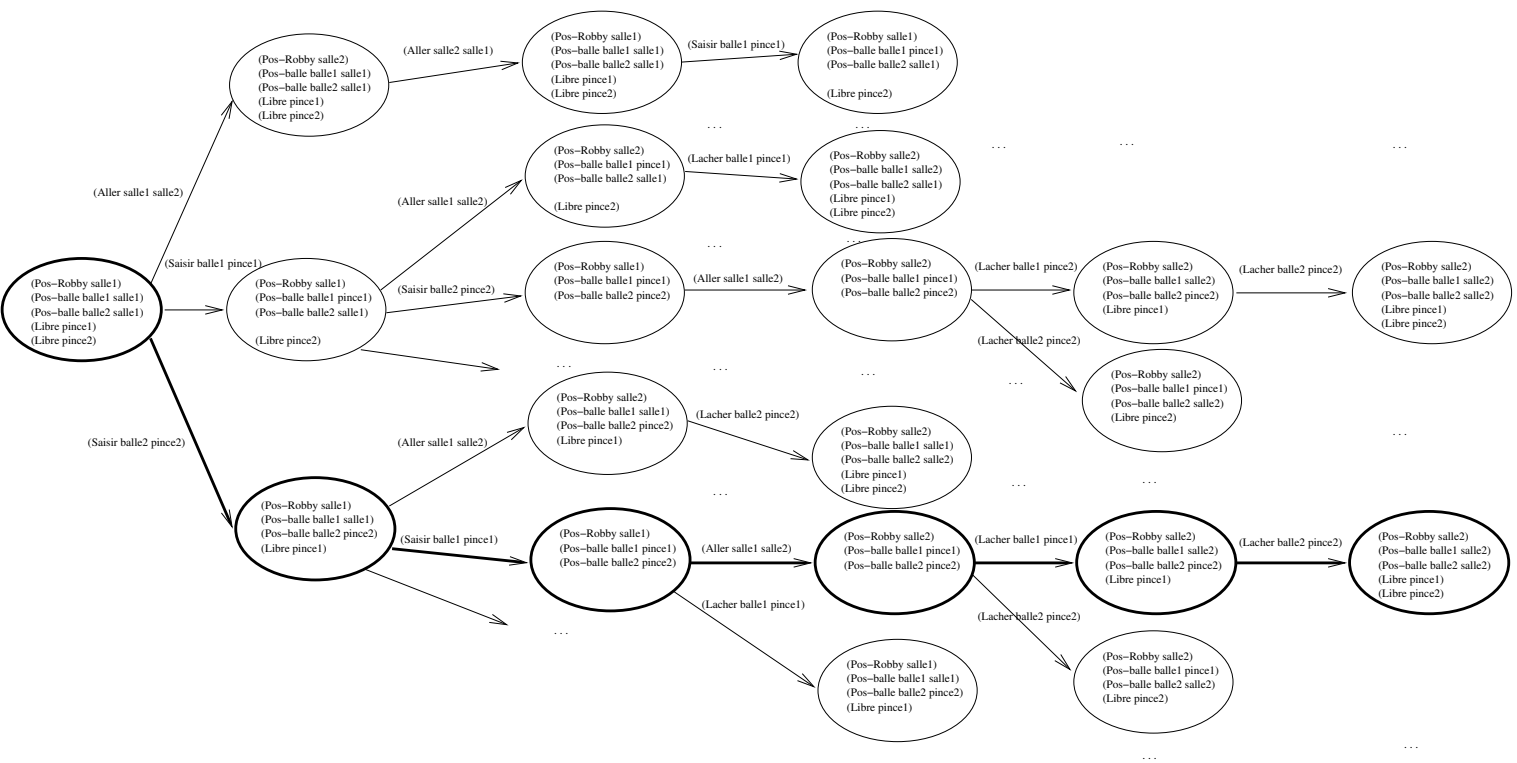 (Pos−Robby salle1)
(Pos−balle balle1 salle1)
(Pos−balle balle2 salle1)
(Libre pince1)
(Libre pince2)
(Aller salle1 salle2)
(Saisir balle1 pince1)
(Saisir balle2 pince2)
(Pos−Robby salle2)
(Pos−balle balle1 salle1)
(Pos−balle balle2 salle1)
(Libre pince1)
(Libre pince2)
(Aller salle2 salle1)
(Pos−Robby salle1)
(Pos−balle balle1 salle1)
(Pos−balle balle2 salle1)
(Libre pince1)
(Libre pince2)
(Saisir balle1 pince1)
(Pos−Robby salle1)
(Pos−balle balle1 pince1)
(Pos−balle balle2 salle1)
(Libre pince2)
. . .
. . .
. . .
. . .
. . .
(Pos−Robby salle1)
(Pos−balle balle1 pince1)
(Pos−balle balle2 salle1)
(Libre pince2)
(Aller salle1 salle2)
(Pos−Robby salle2)
(Pos−balle balle1 pince1)
(Pos−balle balle2 salle1)
(Libre pince2)
(Lacher balle1 pince1)
(Pos−Robby salle2)
(Pos−balle balle1 salle2)
(Pos−balle balle2 salle1)
(Libre pince1)
(Libre pince2)
. . .
. . .
(Saisir balle2 pince2)
(Pos−Robby salle1)
(Pos−balle balle1 pince1)
(Pos−balle balle2 pince2)
(Aller salle1 salle2)
(Pos−Robby salle2)
(Pos−balle balle1 pince1)
(Pos−balle balle2 pince2)
(Lacher balle1 pince2)
(Pos−Robby salle2)
(Pos−balle balle1 salle2)
(Pos−balle balle2 pince2)
(Libre pince1)
(Lacher balle2 pince2)
(Pos−Robby salle2)
(Pos−balle balle1 salle2)
(Pos−balle balle2 salle2)
(Libre pince1)
(Libre pince2)
(Lacher balle2 pince2)
(Pos−Robby salle2)
(Pos−balle balle1 pince1)
(Pos−balle balle2 salle2)
(Libre pince2)
. . .
. . .
. . .
. . .
. . .
(Pos−Robby salle1)
(Pos−balle balle1 salle1)
(Pos−balle balle2 pince2)
(Libre pince1)
(Aller salle1 salle2)
(Pos−Robby salle2)
(Pos−balle balle1 salle1)
(Pos−balle balle2 pince2)
(Libre pince1)
(Lacher balle2 pince2)
(Pos−Robby salle2)
(Pos−balle balle1 salle1)
(Pos−balle balle2 salle2)
(Libre pince1)
(Libre pince2)
. . .
. . .
. . .
(Saisir balle1 pince1)
(Pos−Robby salle1)
(Pos−balle balle1 pince1)
(Pos−balle balle2 pince2)
(Aller salle1 salle2)
(Pos−Robby salle2)
(Pos−balle balle1 pince1)
(Pos−balle balle2 pince2)
(Lacher balle1 pince1)
(Pos−Robby salle2)
(Pos−balle balle1 salle2)
(Pos−balle balle2 pince2)
(Libre pince1)
(Lacher balle2 pince2)
(Pos−Robby salle2)
(Pos−balle balle1 salle2)
(Pos−balle balle2 salle2)
(Libre pince1)
(Libre pince2)
(Lacher balle1 pince1)
(Pos−Robby salle1)
(Pos−balle balle1 salle1)
(Pos−balle balle2 pince2)
(Libre pince1)
(Lacher balle2 pince2)
(Pos−Robby salle2)
(Pos−balle balle1 pince1)
(Pos−balle balle2 salle2)
(Libre pince2)
. . .
. . .
. . .